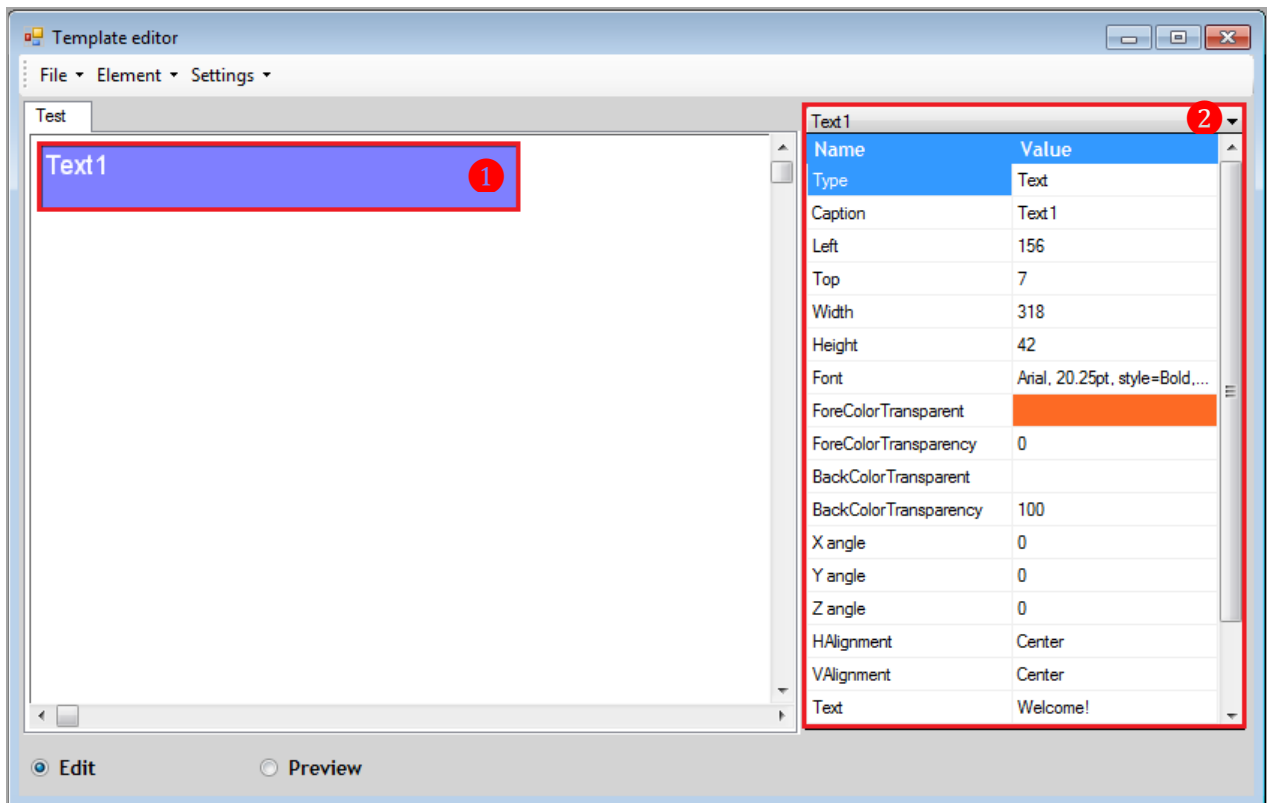 Template editor
File Element Settings
Test
Text1
1
Text1 2
Name Value
Type Text
Caption Text1
Left 156
Top 7
Width 318
Height 42
Font Arial, 20.25pt, style=Bold,...
ForeColorTransparent
ForeColorTransparency 0
BackColorTransparent
BackColorTransparency 100
X angle 0
Y angle 0
Z angle 0
HAlignment Center
VAlignment Center
Text Welcome!
Edit Preview